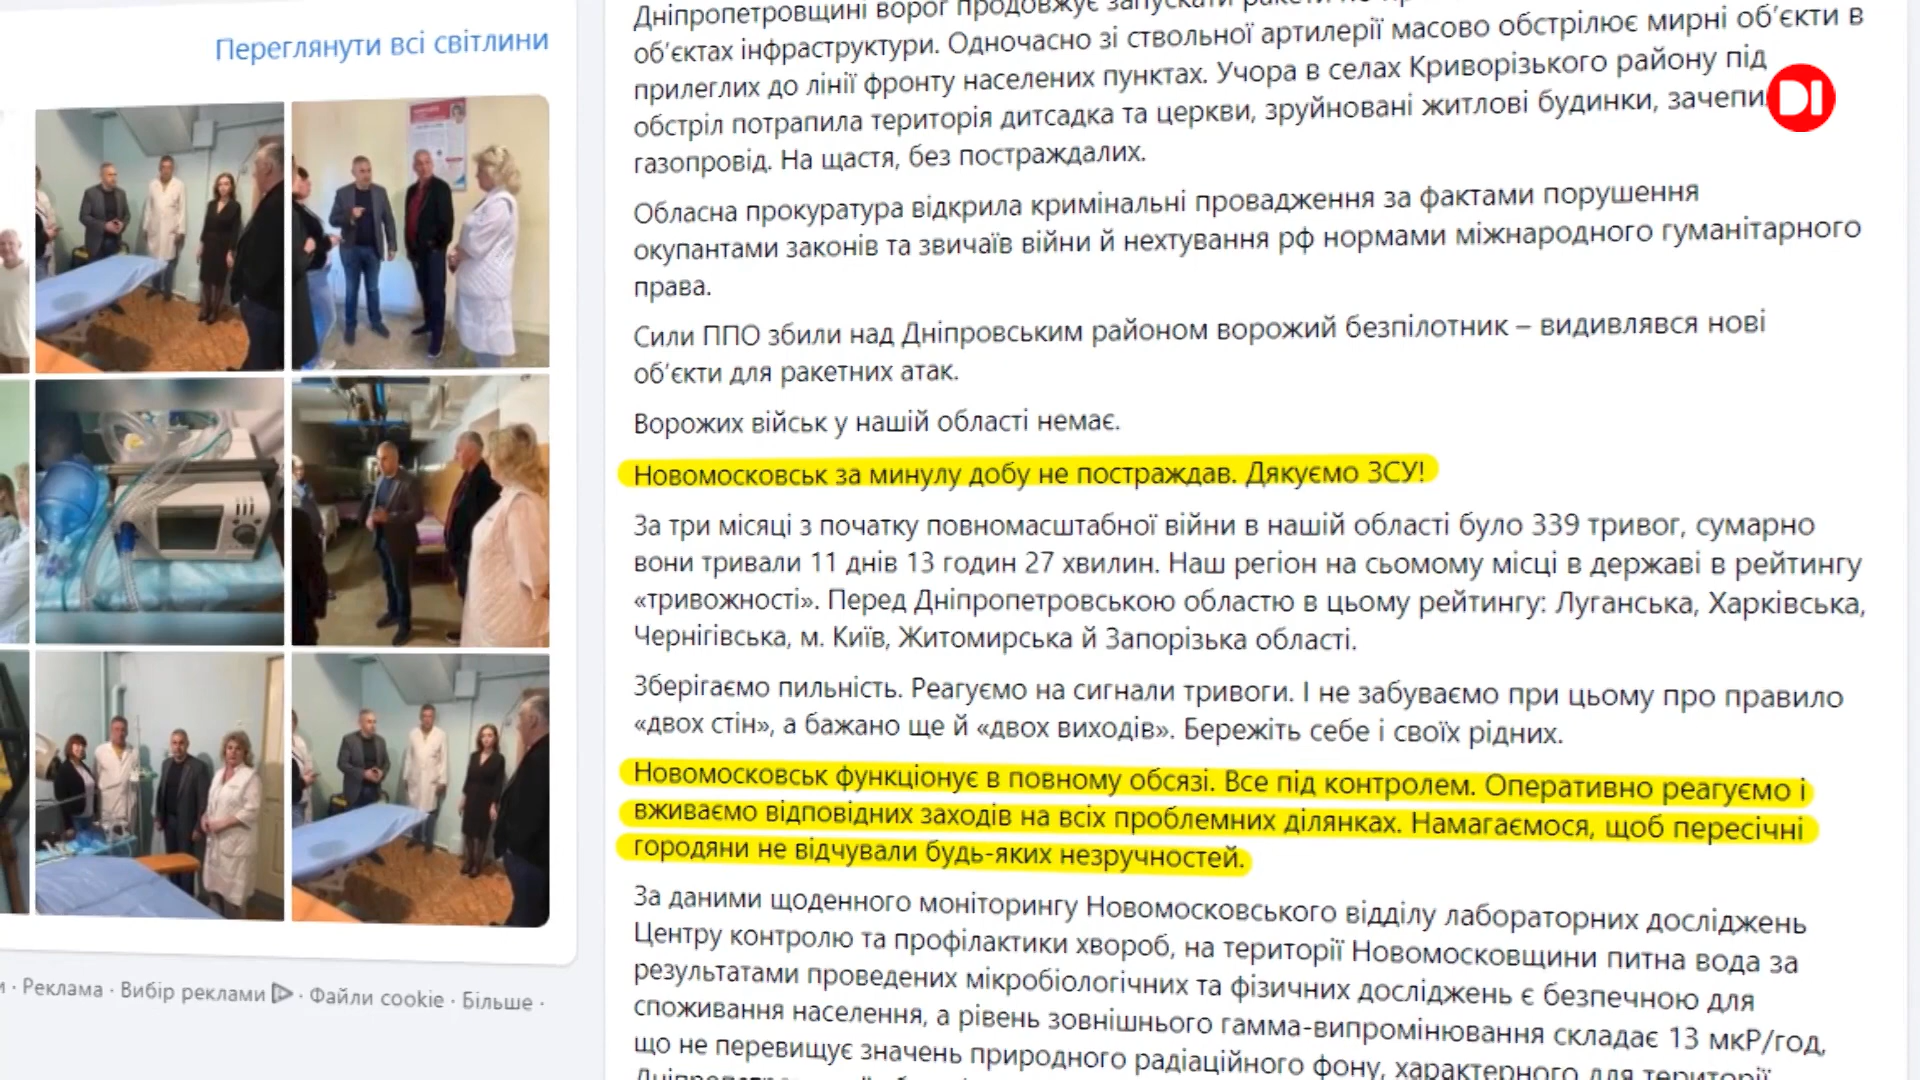 Переглянути всі світлини
Дніпропетровщині ворог продовжує запускати ракети по
об’єктах інфраструктури. Одночасно зі ствольної артилерії масово обстрілює мирні об’єкти в
прилеглих до лінії фронту населених пунктах. Учора в селах Криворізького району під
обстріл потрапила територія дитсадка та церкви, зруйновані житлові будинки,
газопровід. На щастя, без постраждалих.
Обласна прокуратура відкрила кримінальні провадження за фактами порушення
окупантами законів та звичаїв війни й нехтування рф нормами міжнародного гуманітарного
права.
Сили ППО збили над Дніпровським районом ворожий безпілотник – видивлявся нові
об’єкти для ракетних атак.
Ворожих військ у нашій області немає.
Новомосковськ за минулу добу не постраждав. Дякуємо ЗСУ!
За три місяці з початку повномасштабної війни в нашій області було 339 тривог, сумарно
вони тривали 11 днів 13 годин 27 хвилин. Наш регіон на сьомому місці в державі в рейтингу
«тривожності». Перед Дніпропетровською областю в цьому рейтингу: Луганська, Харківська,
Чернігівська, м. Київ, Житомирська й Запорізька області.
Зберігаємо пильність. Реагуємо на сигнали тривоги. І не забуваємо при цьому про правило
«двох стін», а бажано ще й «двох виходів». Бережіть себе і своїх рідних.
Новомосковськ функціонує в повному обсязі. Все під контролем. Оперативно реагуємо і
вживаємо відповідних заходів на всіх проблемних ділянках. Намагаємося, щоб пересічні
городяни не відчували будь-яких незручностей.
За даними щоденного моніторингу Новомосковського відділу лабораторних досліджень
Центру контролю та профілактики хвороб, на території Новомосковщини питна вода за
результатами проведених мікробіологічних та фізичних досліджень є безпечною для
споживання населення, а рівень зовнішнього гамма-випромінювання складає 13 мкР/год,
що не перевищує значень природного радіаційного фону, характерного для території
· Реклама · Вибір реклами · Файли cookie · Більше ·
DI